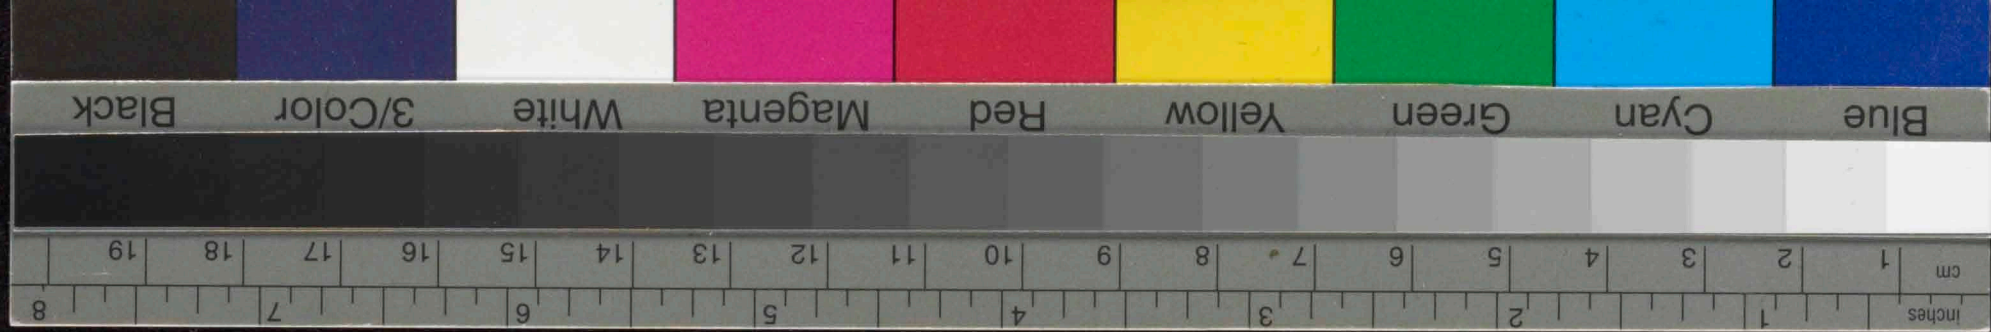 inches 1 2 3 4 5 6 7 8
cm 1 2 3 4 5 6 7 8 9 10 11 12 13 14 15 16 17 18 19
Blue Cyan Green Yellow Red Magenta White 3/Color Black